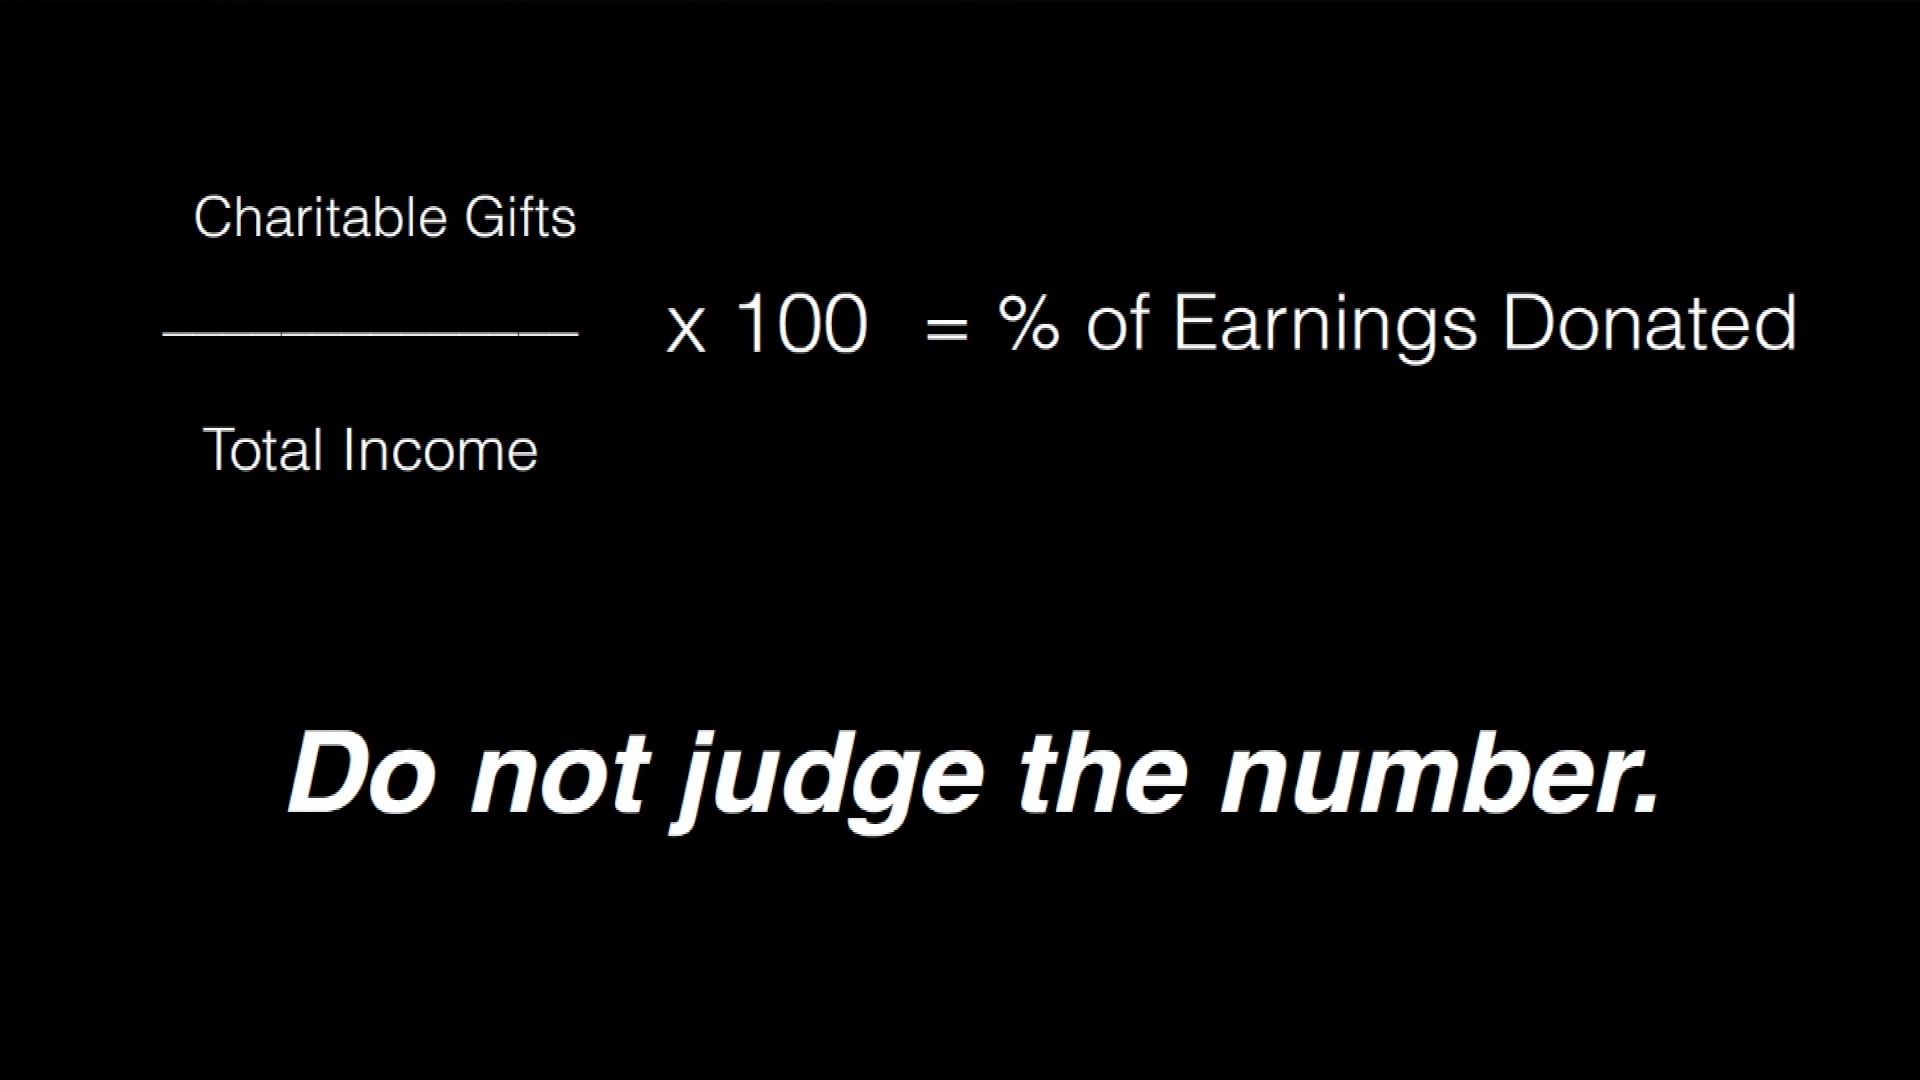 Charitable Gifts
x 100 = % of Earnings Donated
Total Income
Do not judge the number.